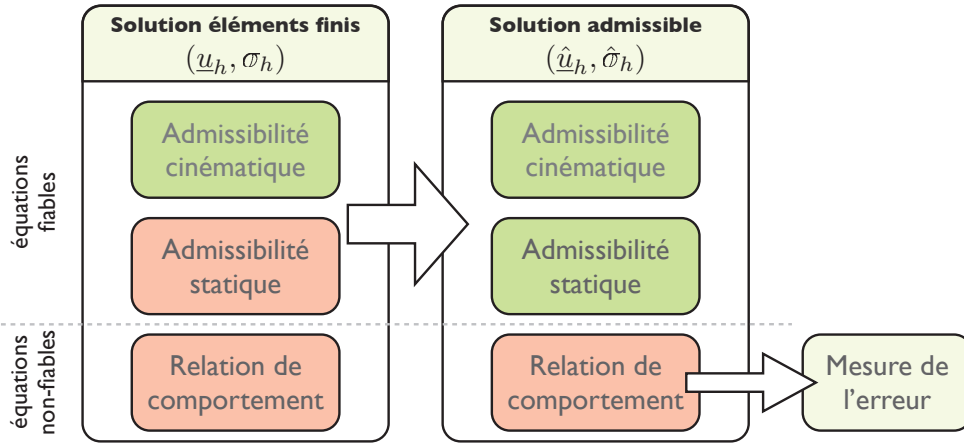 Solution éléments finis
(u_h, σ_h)
Solution admissible
(û_h, σ̂_h)
équations
fiables
Admissibilité
cinématique
Admissibilité
cinématique
Admissibilité
statique
Admissibilité
statique
équations
non-fiables
Relation de
comportement
Relation de
comportement
Mesure de
l'erreur